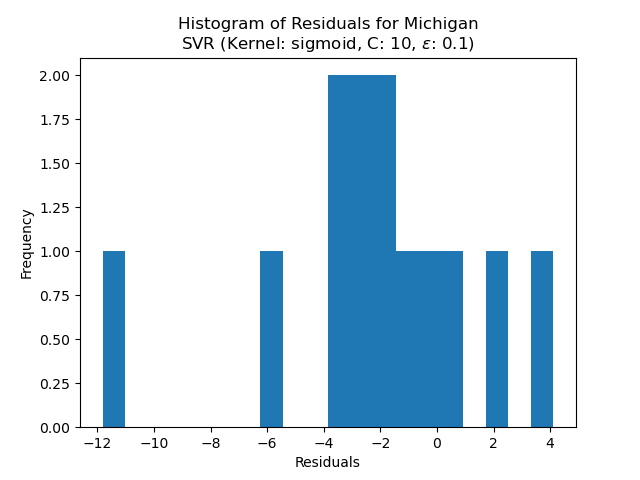 Histogram of Residuals for Michigan
SVR (Kernel: sigmoid, C: 10, ε: 0.1)
2.00
1.75
1.50
1.25
1.00
0.75
0.50
0.25
0.00
Frequency
−12 −10 −8 −6 −4 −2 0 2 4
Residuals